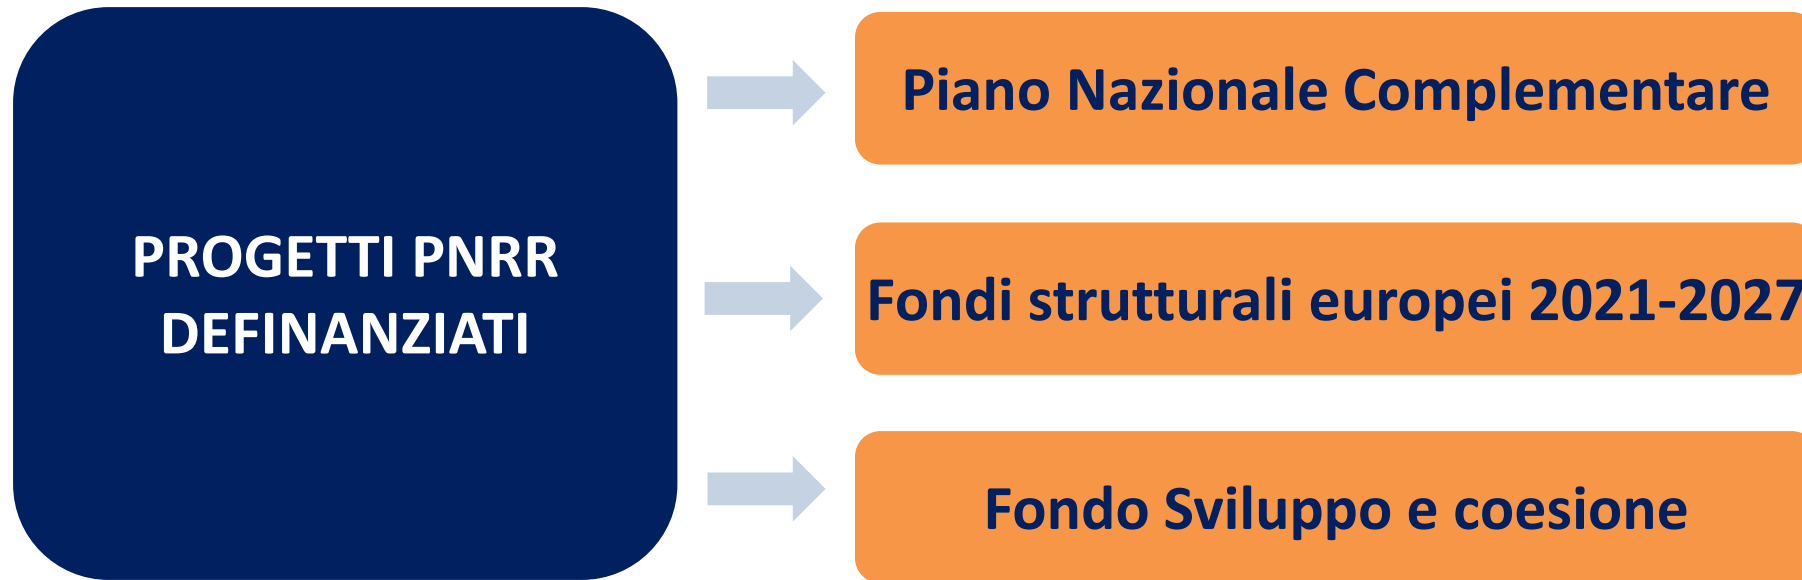 PROGETTI PNRR
DEFINANZIATI
Piano Nazionale Complementare
Fondi strutturali europei 2021-2027
Fondo Sviluppo e coesione